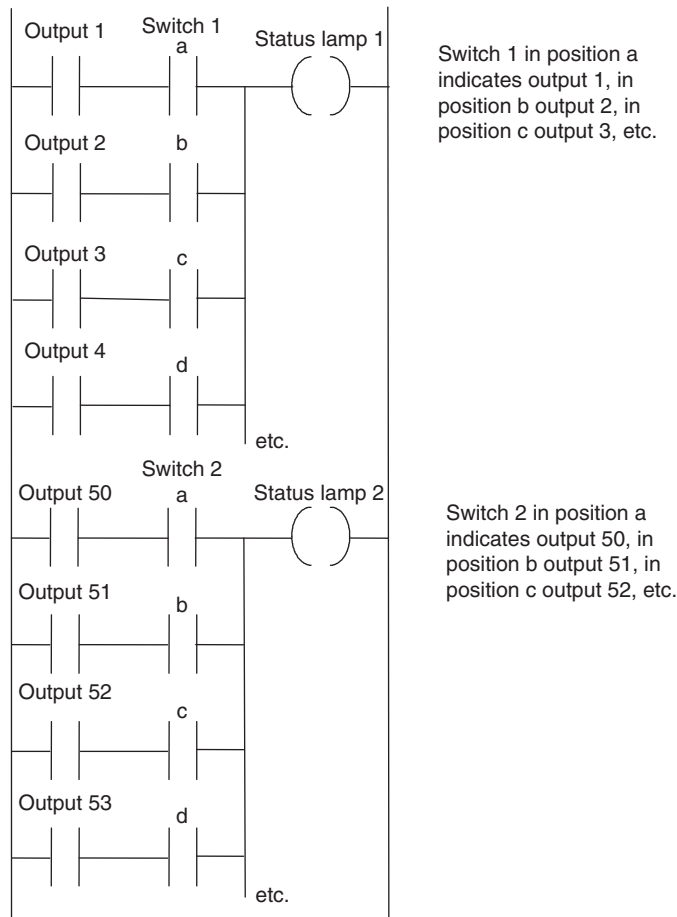 Output 1
Switch 1
a
Status lamp 1
Switch 1 in position a
indicates output 1, in
position b output 2, in
position c output 3, etc.
Output 2
b
Output 3
c
Output 4
d
etc.
Switch 2
Output 50
a
Status lamp 2
Switch 2 in position a
indicates output 50, in
position b output 51, in
position c output 52, etc.
Output 51
b
Output 52
c
Output 53
d
etc.